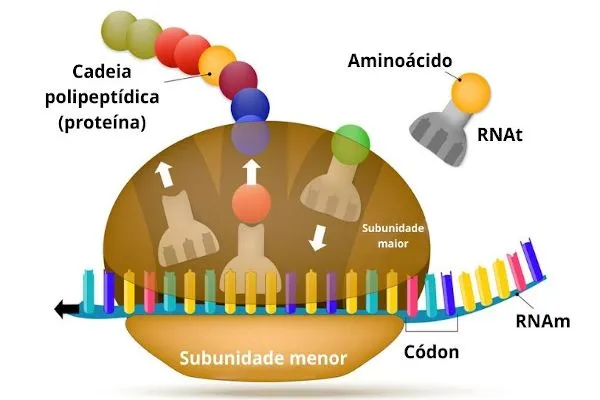 Cadeia
polipeptídica
(proteína)
Aminoácido
RNAt
Subunidade
maior
RNAm
Códon
Subunidade menor